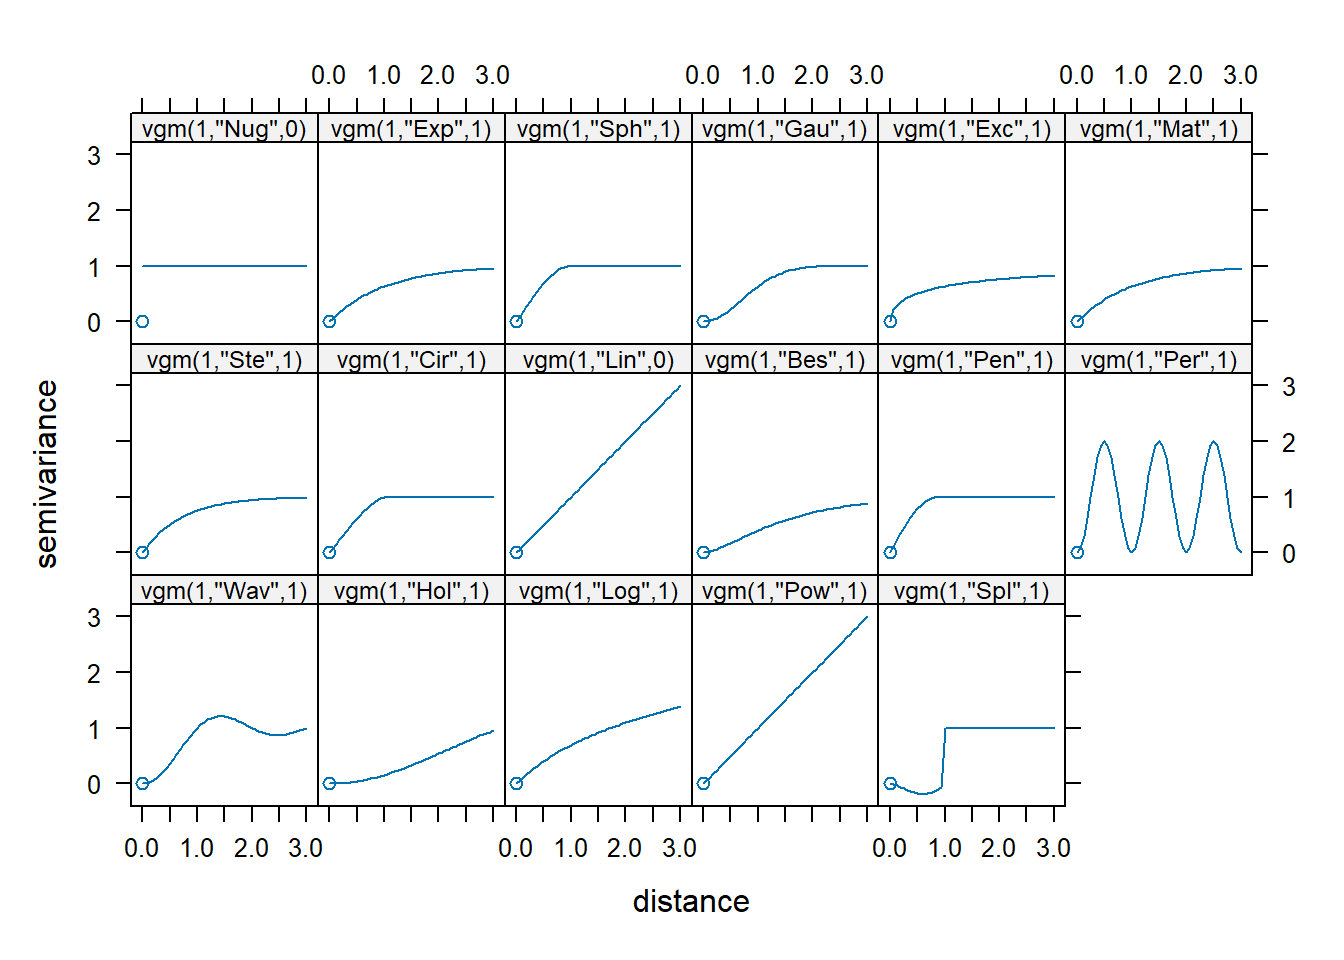 0.0 1.0 2.0 3.0 0.0 1.0 2.0 3.0 0.0 1.0 2.0 3.0
vgm(1,"Nug",0) vgm(1,"Exp",1) vgm(1,"Sph",1) vgm(1,"Gau",1) vgm(1,"Exc",1) vgm(1,"Mat",1)
3
2
1
0
vgm(1,"Ste",1) vgm(1,"Cir",1) vgm(1,"Lin",0) vgm(1,"Bes",1) vgm(1,"Pen",1) vgm(1,"Per",1)
3
2
1
0
semivariance
vgm(1,"Wav",1) vgm(1,"Hol",1) vgm(1,"Log",1) vgm(1,"Pow",1) vgm(1,"Spl",1)
3
2
1
0
0.0 1.0 2.0 3.0 0.0 1.0 2.0 3.0 0.0 1.0 2.0 3.0
distance